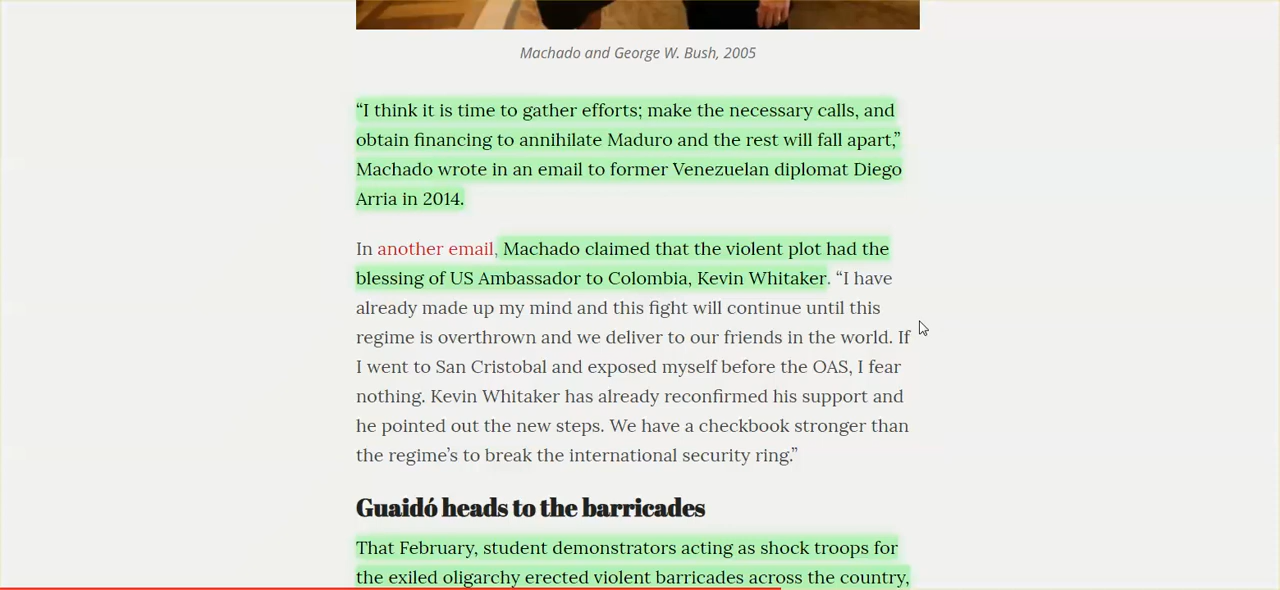 Machado and George W. Bush, 2005
“I think it is time to gather efforts; make the necessary calls, and
obtain financing to annihilate Maduro and the rest will fall apart,”
Machado wrote in an email to former Venezuelan diplomat Diego
Arria in 2014.
In another email, Machado claimed that the violent plot had the
blessing of US Ambassador to Colombia, Kevin Whitaker. “I have
already made up my mind and this fight will continue until this
regime is overthrown and we deliver to our friends in the world. If
I went to San Cristobal and exposed myself before the OAS, I fear
nothing. Kevin Whitaker has already reconfirmed his support and
he pointed out the new steps. We have a checkbook stronger than
the regime’s to break the international security ring.”
Guaidó heads to the barricades
That February, student demonstrators acting as shock troops for
the exiled oligarchy erected violent barricades across the country,